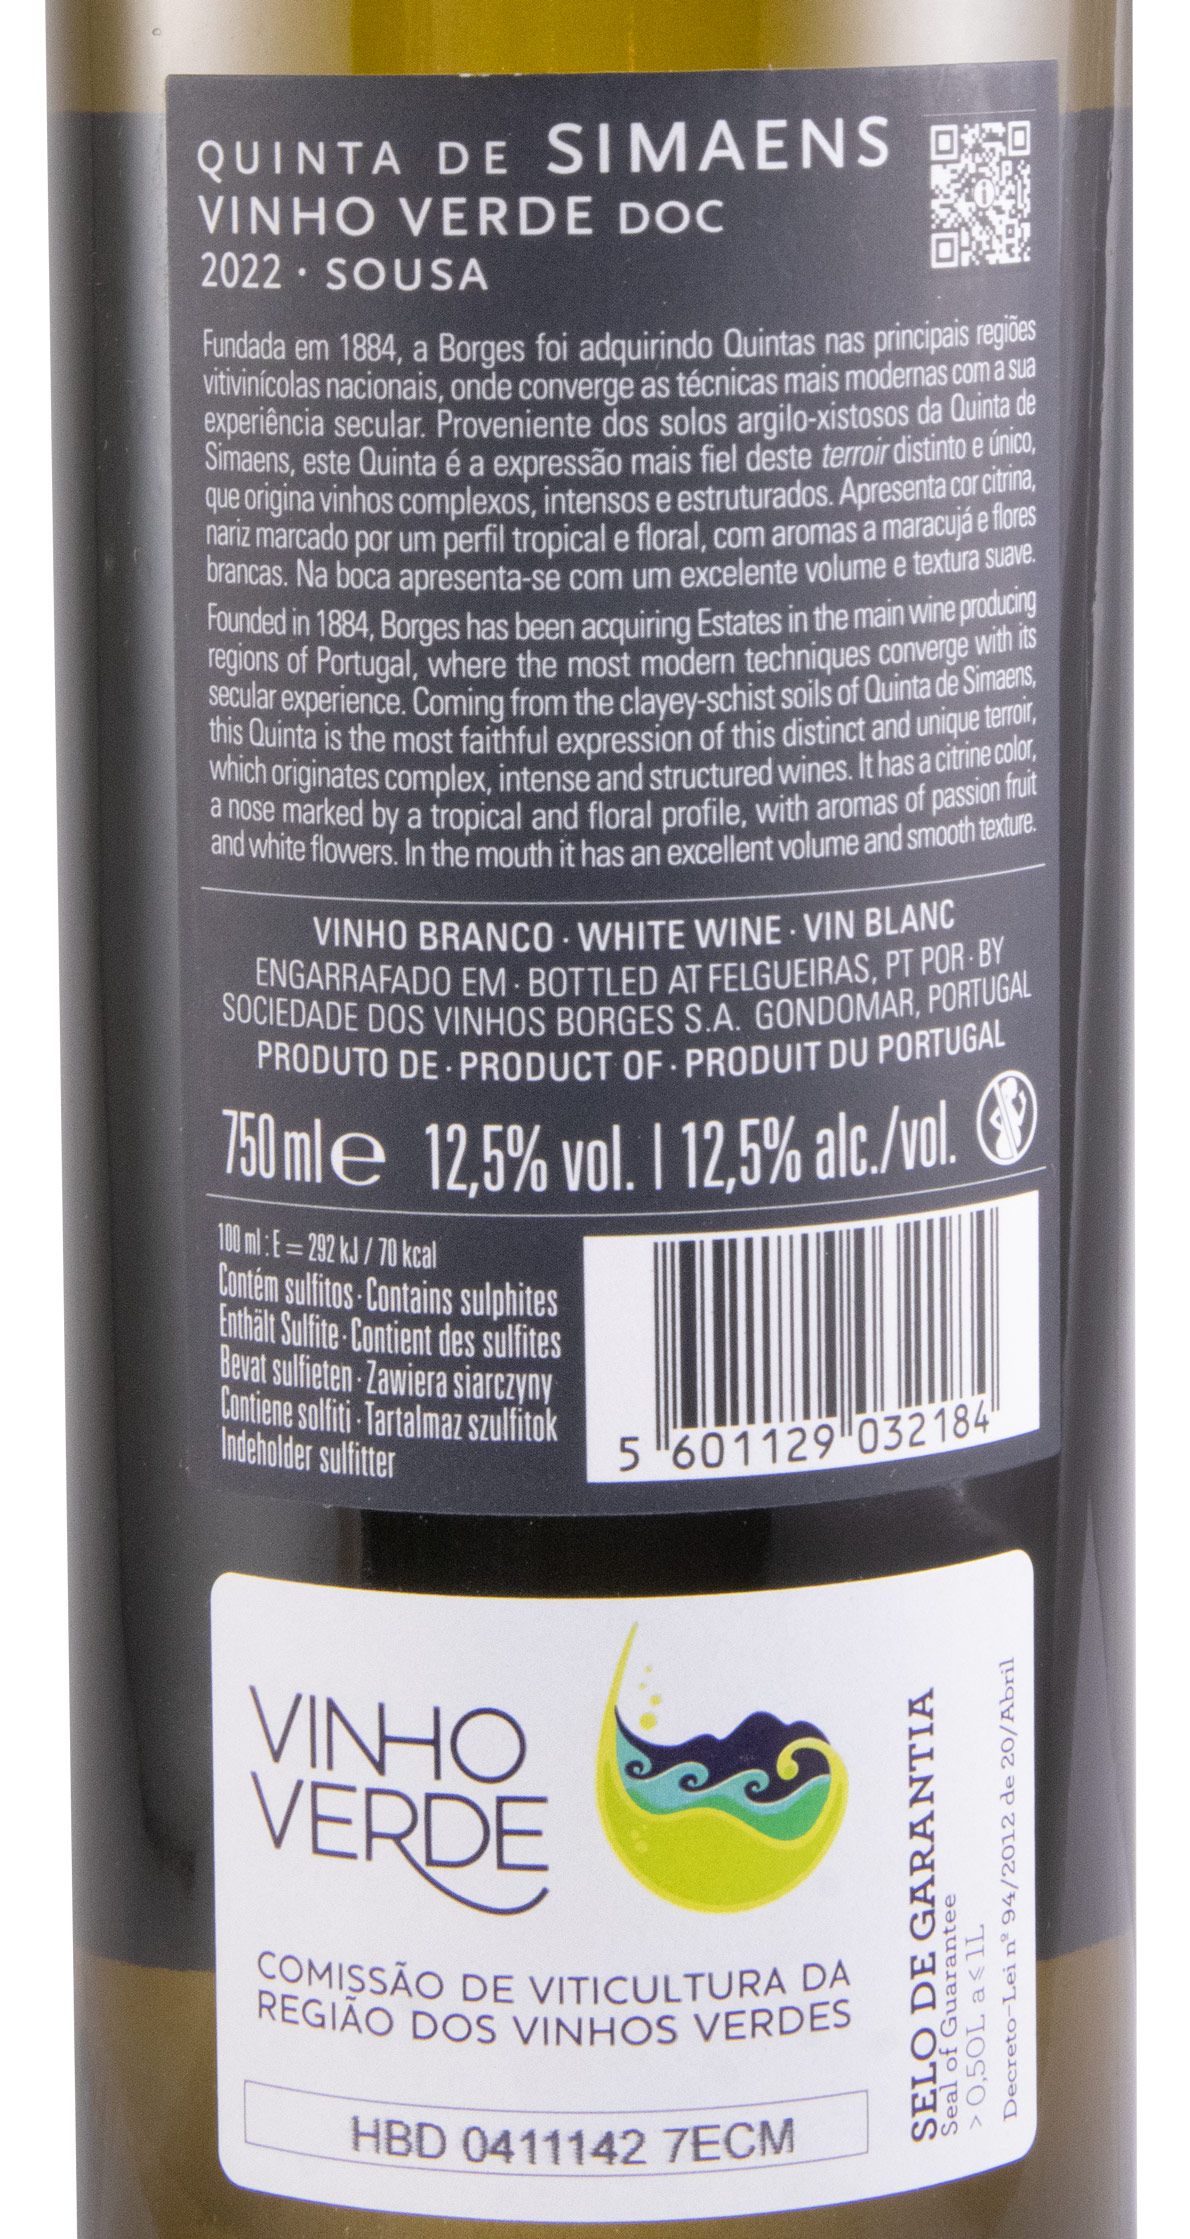 QUINTA DE SIMAENS
VINHO VERDE DOC
2022 · SOUSA
Fundada em 1884, a Borges foi adquirindo Quintas nas principais regiões
vitivinícolas nacionais, onde converge as técnicas mais modernas com a sua
experiência secular. Proveniente dos solos argilo-xistosos da Quinta de
Simaens, este Quinta é a expressão mais fiel deste terroir distinto e único,
que origina vinhos complexos, intensos e estruturados. Apresenta cor citrina,
nariz marcado por um perfil tropical e floral, com aromas a maracujá e flores
brancas. Na boca apresenta-se com um excelente volume e textura suave.
Founded in 1884, Borges has been acquiring Estates in the main wine producing
regions of Portugal, where the most modern techniques converge with its
secular experience. Coming from the clayey-schist soils of Quinta de Simaens,
this Quinta is the most faithful expression of this distinct and unique terroir,
which originates complex, intense and structured wines. It has a citrine color,
a nose marked by a tropical and floral profile, with aromas of passion fruit
and white flowers. In the mouth it has an excellent volume and smooth texture.
VINHO BRANCO · WHITE WINE · VIN BLANC
ENGARRAFADO EM · BOTTLED AT FELGUEIRAS, PT POR · BY
SOCIEDADE DOS VINHOS BORGES S.A. GONDOMAR, PORTUGAL
PRODUTO DE · PRODUCT OF · PRODUIT DU PORTUGAL
750 ml e 12,5% vol. | 12,5% alc./vol.
100 ml : E = 292 kJ / 70 kcal
Contém sulfitos · Contains sulphites
Enthält Sulfite · Contient des sulfites
Bevat sulfieten · Zawiera siarczyny
Contiene solfiti · Tartalmaz szulfitok
Indeholder sulfitter
5 601129 032184
VINHO
VERDE
COMISSÃO DE VITICULTURA DA
REGIÃO DOS VINHOS VERDES
HBD 0411142 7ECM
SELO DE GARANTIA
Seal of Guarantee
> 0,50L a ⩽ 1L
Decreto-Lei nº 94/2012 de 20/Abril